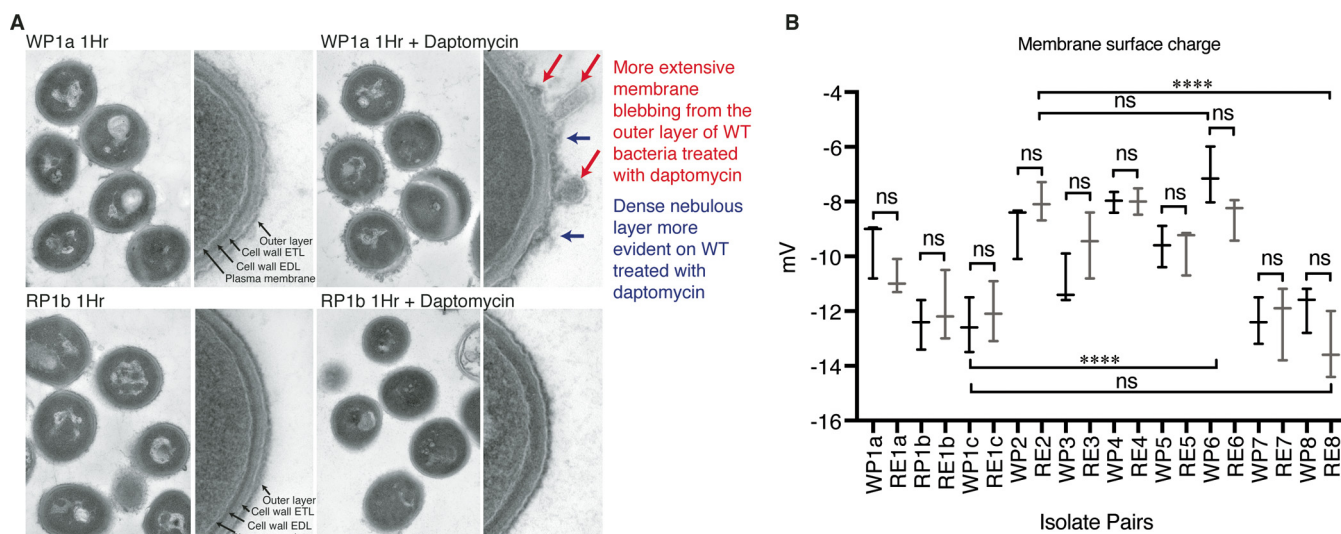 A
WP1a 1Hr
WP1a 1Hr + Daptomycin
Outer layer
Cell wall ETL
Cell wall EDL
Plasma membrane
More extensive
membrane
blebbing from the
outer layer of WT
bacteria treated
with daptomycin
Dense nebulous
layer more
evident on WT
treated with
daptomycin
RP1b 1Hr
RP1b 1Hr + Daptomycin
Outer layer
Cell wall ETL
Cell wall EDL
B
Membrane surface charge
mV
-4
-6
-8
-10
-12
-14
-16
****
ns
ns
ns
ns
ns
ns
ns
ns
ns
ns
ns
****
ns
WP1a
RE1a
RP1b
RE1b
WP1c
RE1c
WP2
RE2
WP3
RE3
WP4
RE4
WP5
RE5
WP6
RE6
WP7
RE7
WP8
RE8
Isolate Pairs